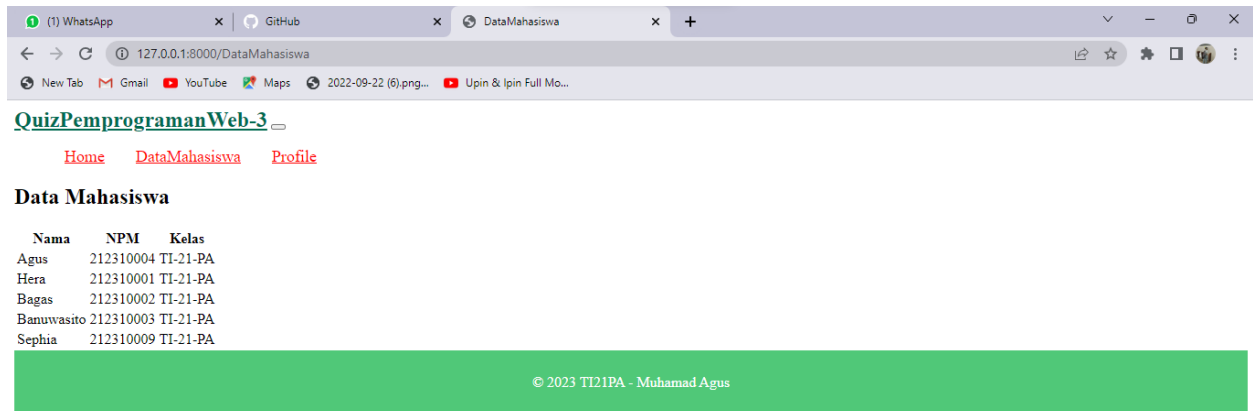 (1) WhatsApp GitHub DataMahasiswa
127.0.0.1:8000/DataMahasiswa
New Tab Gmail YouTube Maps 2022-09-22 (6).png... Upin & Ipin Full Mo...
QuizPemprogramanWeb-3
Home DataMahasiswa Profile
Data Mahasiswa
Nama NPM Kelas
Agus 212310004 TI-21-PA
Hera 212310001 TI-21-PA
Bagas 212310002 TI-21-PA
Banuwasito 212310003 TI-21-PA
Sephia 212310009 TI-21-PA
© 2023 TI21PA - Muhamad Agus